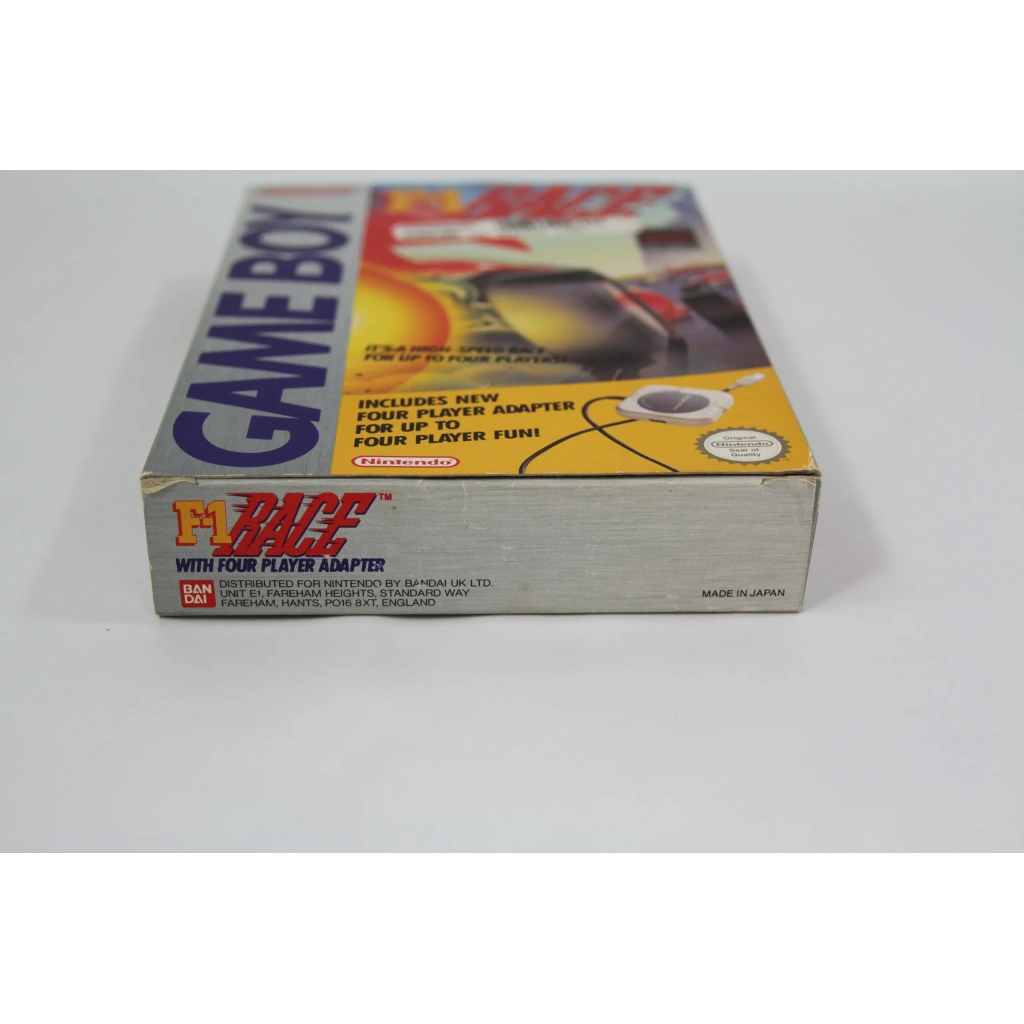 GAME BOY
F-1 RACE
IT'S A HIGH-SPEED RACE
FOR UP TO FOUR PLAYERS!
INCLUDES NEW
FOUR PLAYER ADAPTER
FOR UP TO
FOUR PLAYER FUN!
Nintendo
Original
Nintendo
Seal of
Quality
F-1 RACE™
WITH FOUR PLAYER ADAPTER
BAN
DAI
DISTRIBUTED FOR NINTENDO BY BANDAI UK LTD.
UNIT E1, FAREHAM HEIGHTS, STANDARD WAY
FAREHAM, HANTS, PO16 8XT, ENGLAND
MADE IN JAPAN